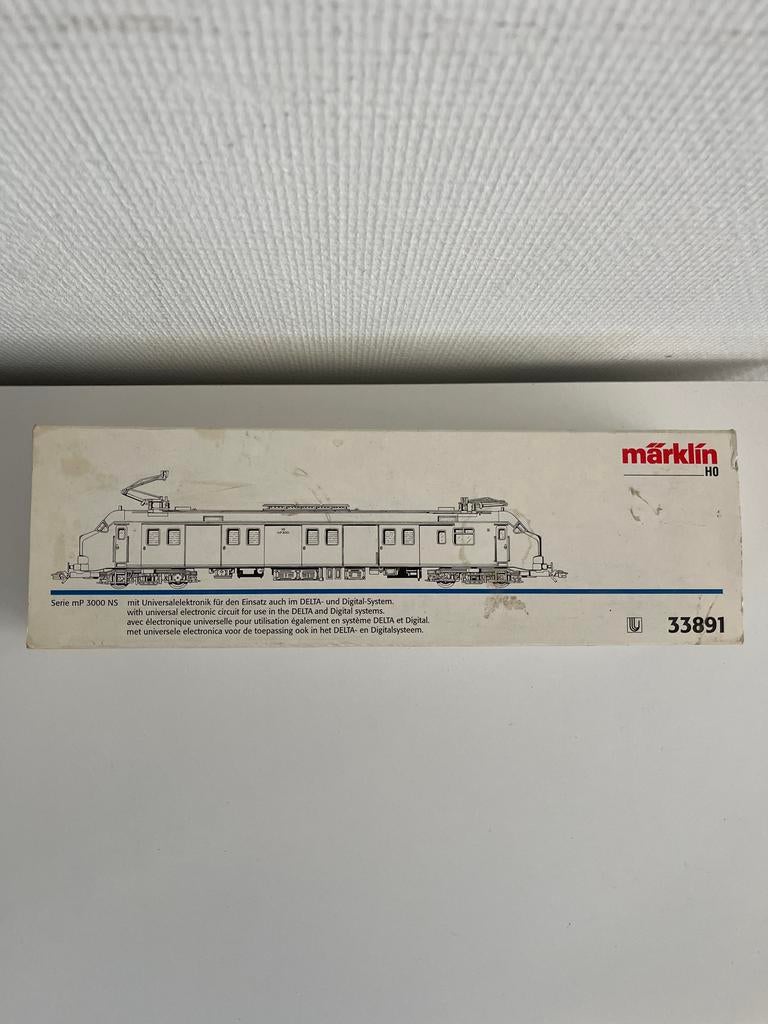 märklin
H0
Serie mP 3000 NS
mit Universalelektronik für den Einsatz auch im DELTA- und Digital-System.
with universal electronic circuit for use in the DELTA and Digital systems.
avec électronique universelle pour utilisation également en système DELTA et Digital.
met universele electronica voor de toepassing ook in het DELTA- en Digitalsysteem.
U
33891